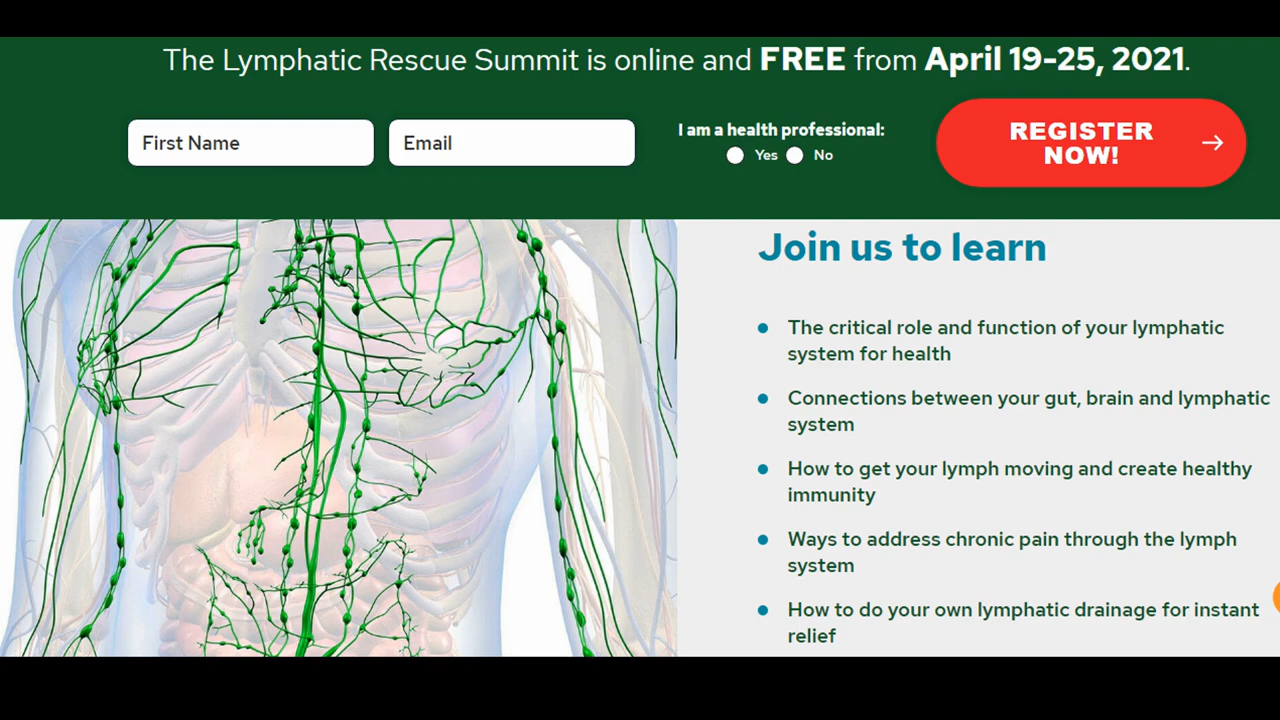 The Lymphatic Rescue Summit is online and FREE from April 19-25, 2021.
First Name
Email
I am a health professional:
Yes
No
REGISTER
NOW!
Join us to learn
The critical role and function of your lymphatic
system for health
Connections between your gut, brain and lymphatic
system
How to get your lymph moving and create healthy
immunity
Ways to address chronic pain through the lymph
system
How to do your own lymphatic drainage for instant
relief